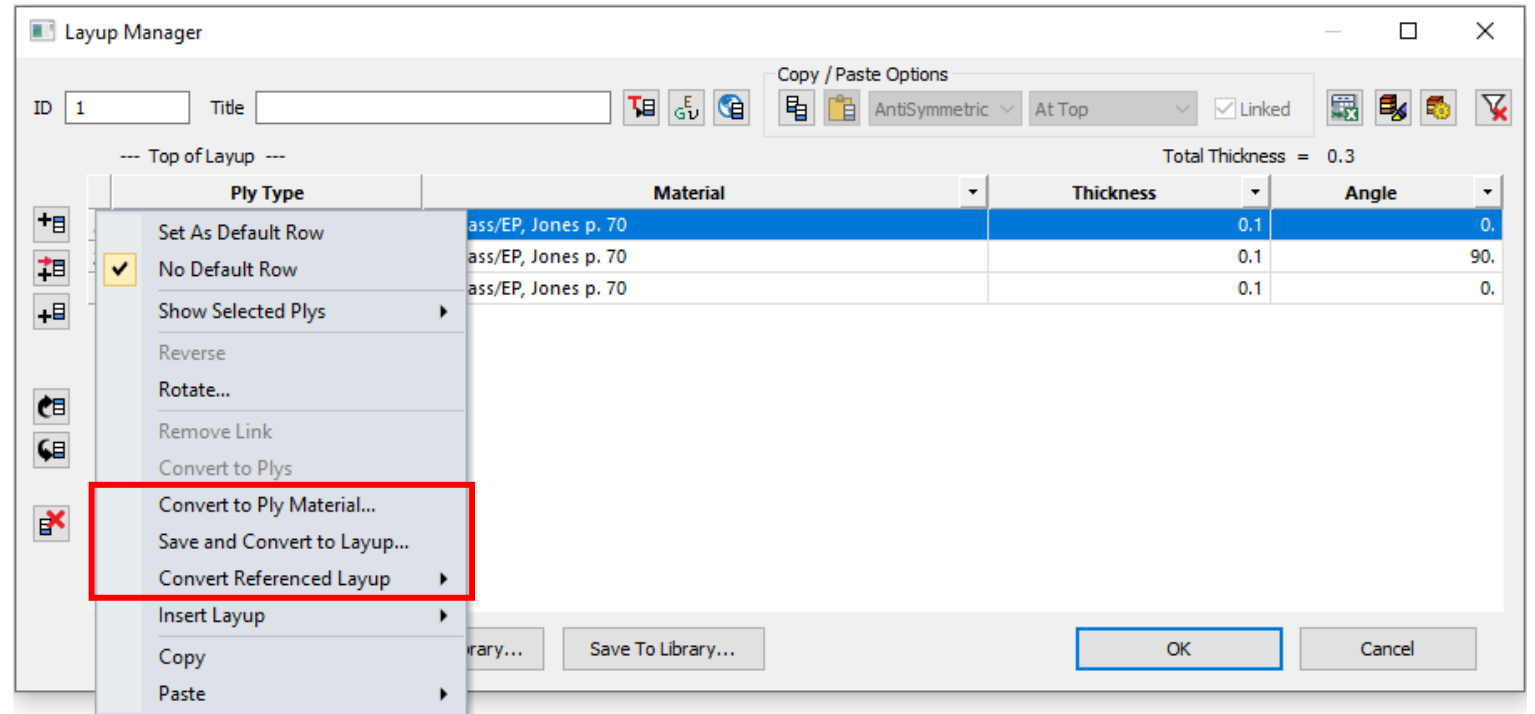 Layup Manager
Copy / Paste Options
ID 1 Title AntiSymmetric At Top Linked
--- Top of Layup --- Total Thickness = 0.3
Ply Type Material Thickness Angle
ass/EP, Jones p. 70 0.1 0.
ass/EP, Jones p. 70 0.1 90.
ass/EP, Jones p. 70 0.1 0.
Set As Default Row
No Default Row
Show Selected Plys
Reverse
Rotate...
Remove Link
Convert to Plys
Convert to Ply Material...
Save and Convert to Layup...
Convert Referenced Layup
Insert Layup
Copy
Paste
rary... Save To Library... OK Cancel